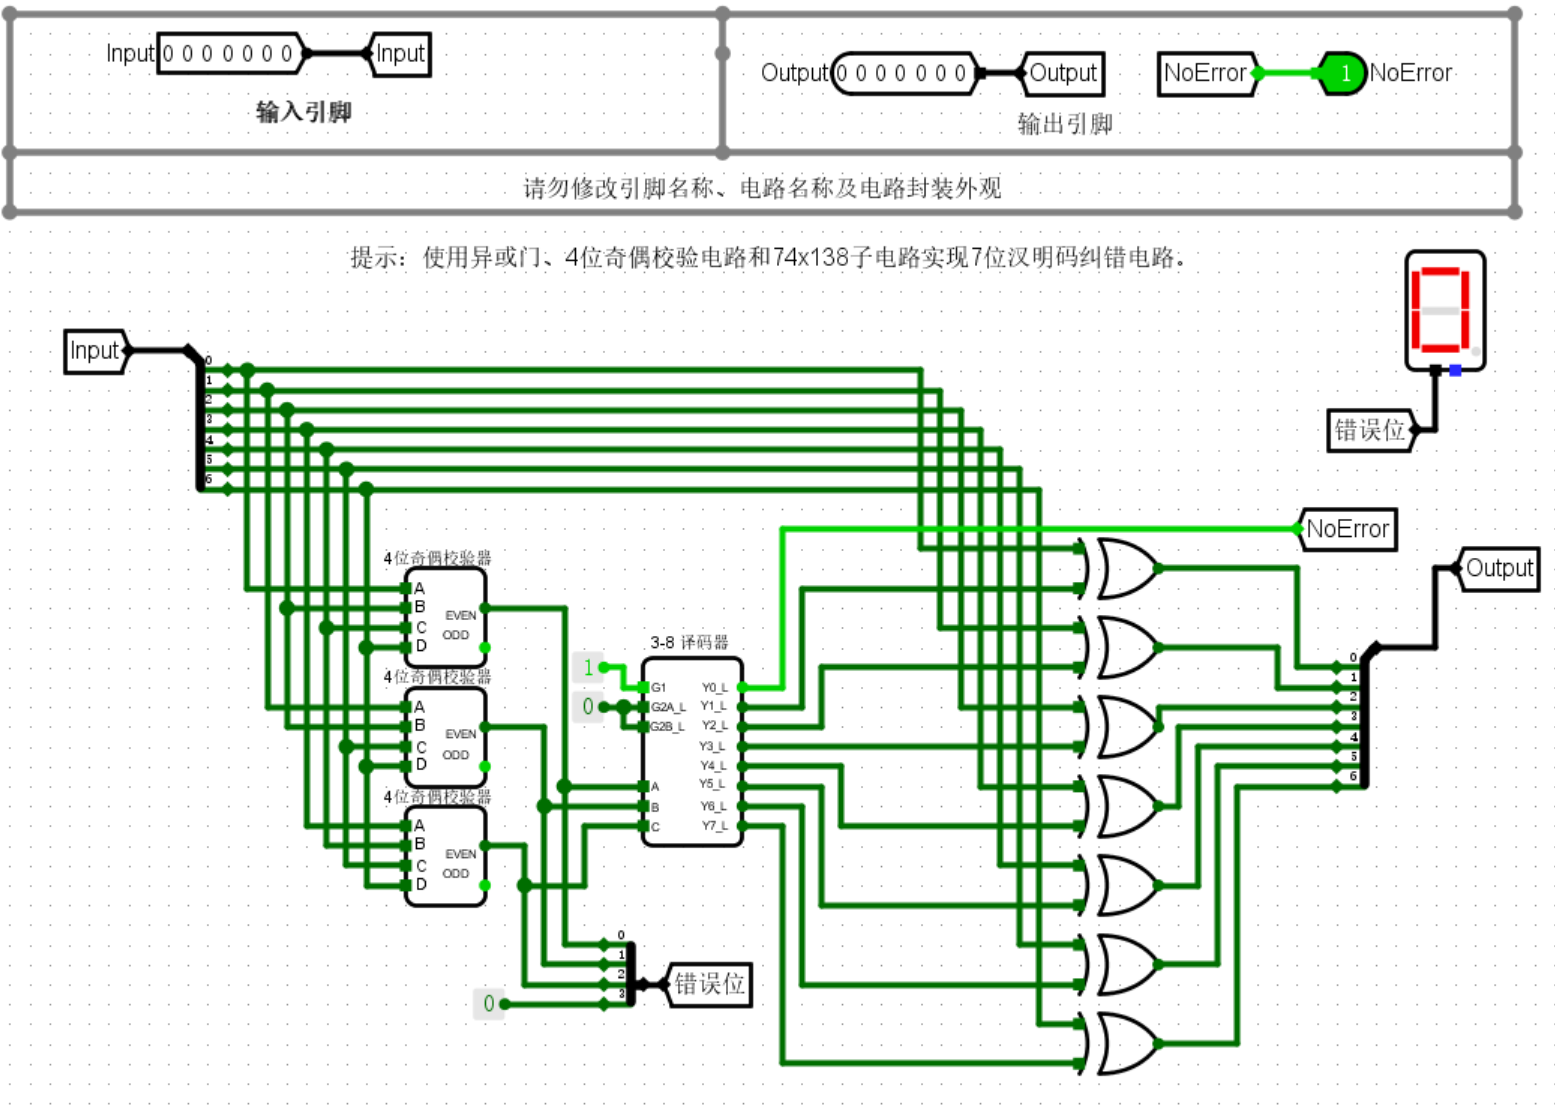 Input 0 0 0 0 0 0 0 Input
输入引脚
Output 0 0 0 0 0 0 0 Output NoError 1 NoError
输出引脚
请勿修改引脚名称、电路名称及电路封装外观
提示：使用异或门、4位奇偶校验电路和74x138子电路实现7位汉明码纠错电路。
Input
0
1
2
3
4
5
6
错误位
NoError
Output
4位奇偶校验器
A
B EVEN
C ODD
D
4位奇偶校验器
A
B EVEN
C ODD
D
4位奇偶校验器
A
B EVEN
C ODD
D
3-8 译码器
1 G1 Y0_L
0 G2A_L Y1_L
G2B_L Y2_L
Y3_L
Y4_L
A Y5_L
B Y6_L
C Y7_L
0
1
2
3
4
5
6
0
1
2
3
0
错误位